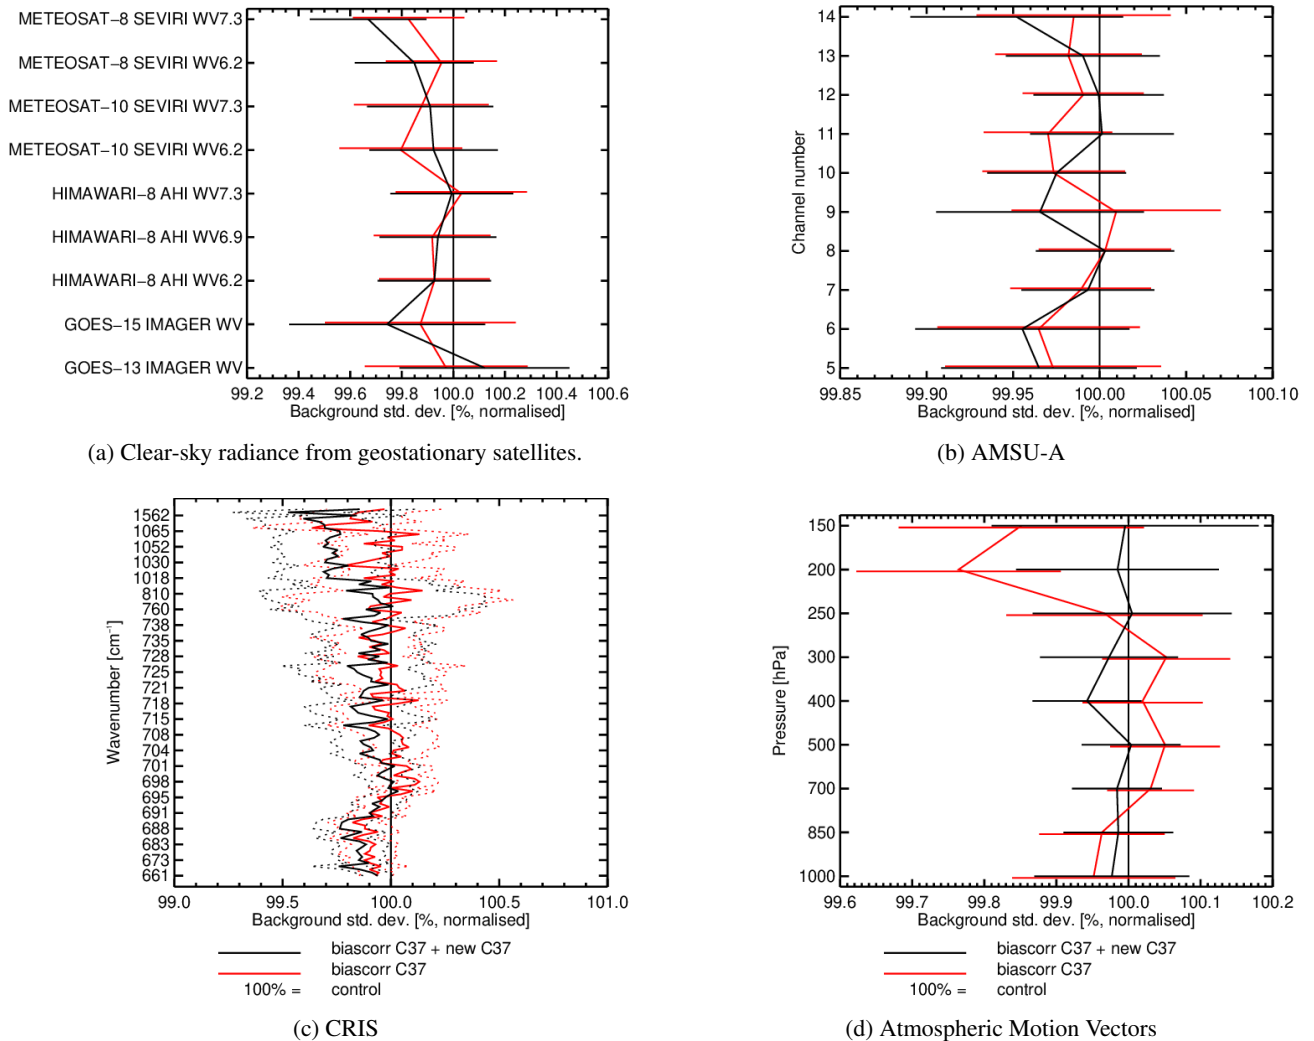 METEOSAT−8 SEVIRI WV7.3
METEOSAT−8 SEVIRI WV6.2
METEOSAT−10 SEVIRI WV7.3
METEOSAT−10 SEVIRI WV6.2
HIMAWARI−8 AHI WV7.3
HIMAWARI−8 AHI WV6.9
HIMAWARI−8 AHI WV6.2
GOES−15 IMAGER WV
GOES−13 IMAGER WV
99.2 99.4 99.6 99.8 100.0 100.2 100.4 100.6
Background std. dev. [%, normalised]
(a) Clear-sky radiance from geostationary satellites.
Channel number
14
13
12
11
10
9
8
7
6
5
99.85 99.90 99.95 100.00 100.05 100.10
Background std. dev. [%, normalised]
(b) AMSU-A
Wavenumber [cm⁻¹]
1562
1065
1052
1030
1018
810
760
738
735
728
725
721
718
715
708
704
701
698
695
691
688
683
673
661
99.0 99.5 100.0 100.5 101.0
Background std. dev. [%, normalised]
biascorr C37 + new C37
biascorr C37
100% = control
(c) CRIS
Pressure [hPa]
150
200
250
300
400
500
700
850
1000
99.6 99.7 99.8 99.9 100.0 100.1 100.2
Background std. dev. [%, normalised]
biascorr C37 + new C37
biascorr C37
100% = control
(d) Atmospheric Motion Vectors